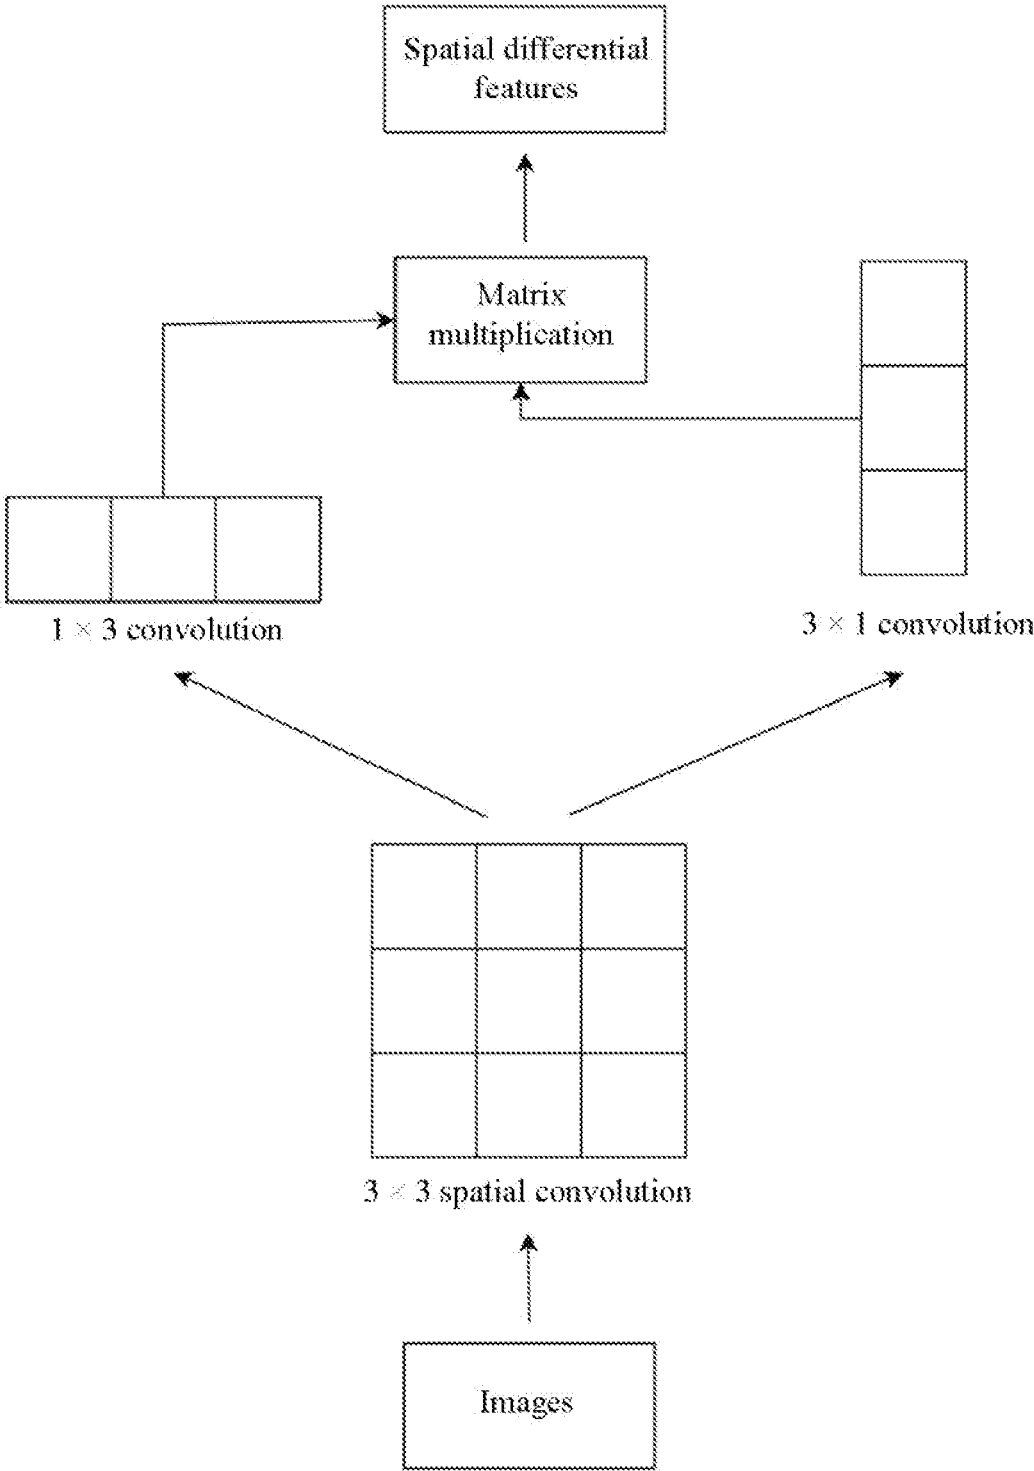 Spatial differential
features
Matrix
multiplication
1 × 3 convolution
3 × 1 convolution
3 × 3 spatial convolution
Images